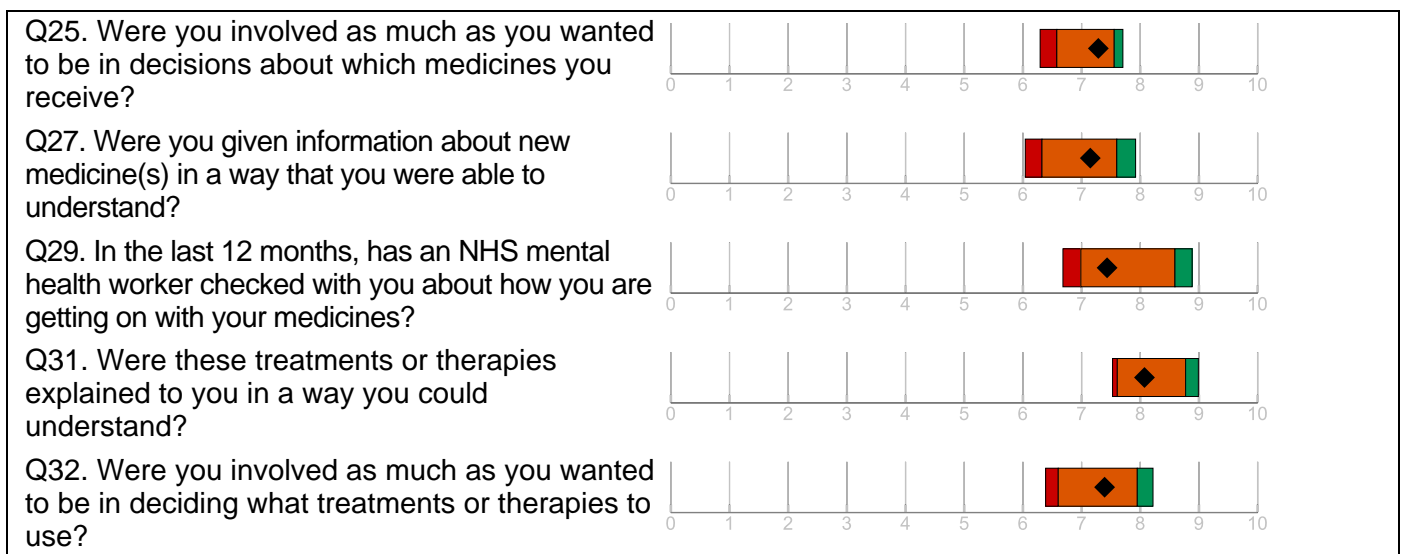 Q25. Were you involved as much as you wanted
to be in decisions about which medicines you
receive?
0 1 2 3 4 5 6 7 8 9 10
Q27. Were you given information about new
medicine(s) in a way that you were able to
understand?
0 1 2 3 4 5 6 7 8 9 10
Q29. In the last 12 months, has an NHS mental
health worker checked with you about how you are
getting on with your medicines?
0 1 2 3 4 5 6 7 8 9 10
Q31. Were these treatments or therapies
explained to you in a way you could
understand?
0 1 2 3 4 5 6 7 8 9 10
Q32. Were you involved as much as you wanted
to be in deciding what treatments or therapies to
use?
0 1 2 3 4 5 6 7 8 9 10